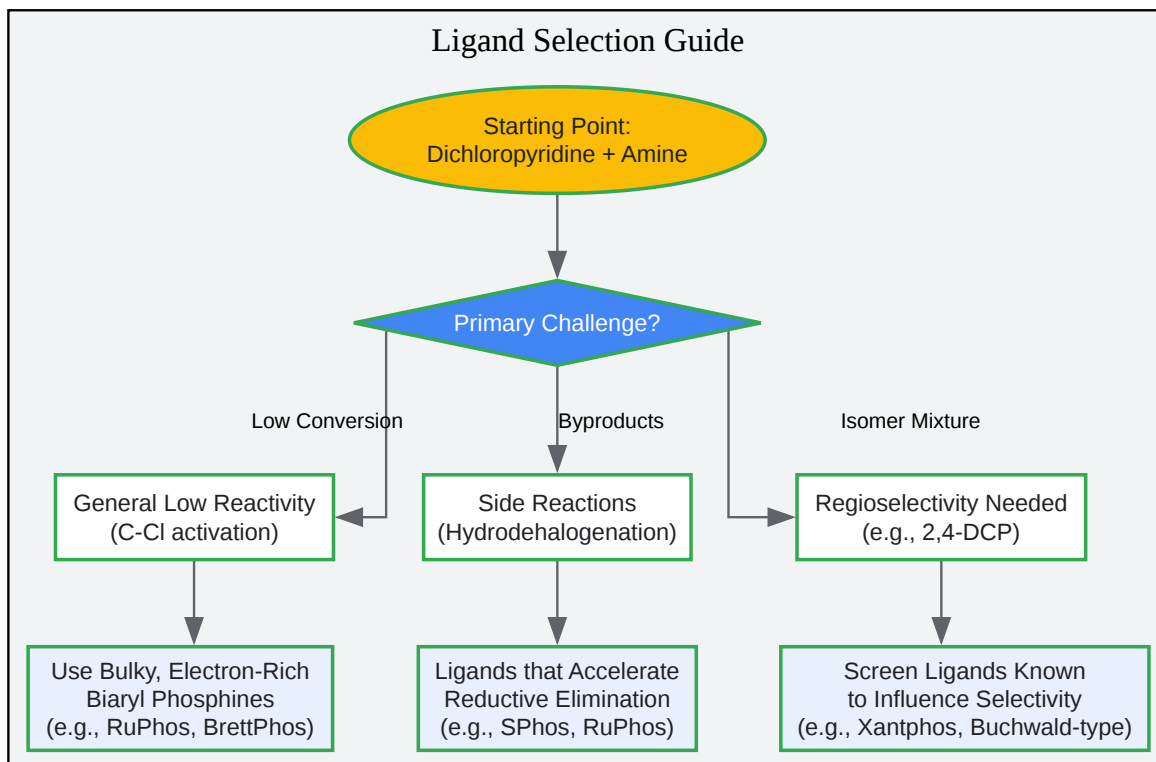 Ligand Selection Guide
Starting Point:
Dichloropyridine + Amine
Primary Challenge?
Low Conversion
Byproducts
Isomer Mixture
General Low Reactivity
(C-Cl activation)
Side Reactions
(Hydrodehalogenation)
Regioselectivity Needed
(e.g., 2,4-DCP)
Use Bulky, Electron-Rich
Biaryl Phosphines
(e.g., RuPhos, BrettPhos)
Ligands that Accelerate
Reductive Elimination
(e.g., SPhos, RuPhos)
Screen Ligands Known
to Influence Selectivity
(e.g., Xantphos, Buchwald-type)